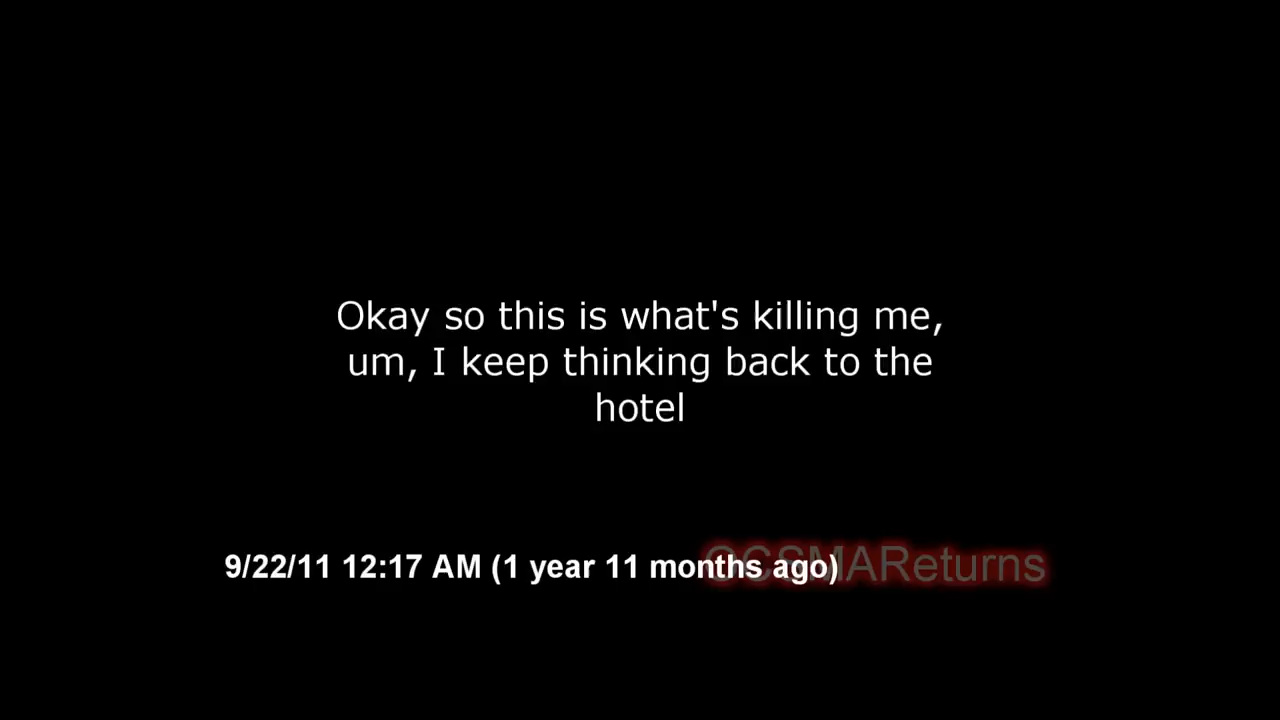 Okay so this is what's killing me,
um, I keep thinking back to the
hotel
9/22/11 12:17 AM (1 year 11 months ago)
OCSMAReturns